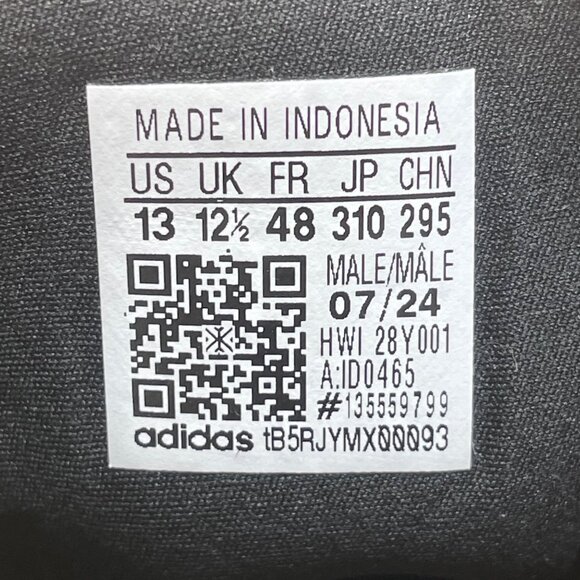 MADE IN INDONESIA
US UK FR JP CHN
13 12½ 48 310 295
MALE/MÂLE
07/24
HWI 28Y001
A:ID0465
#135559799
adidas tB5RJYMX00093